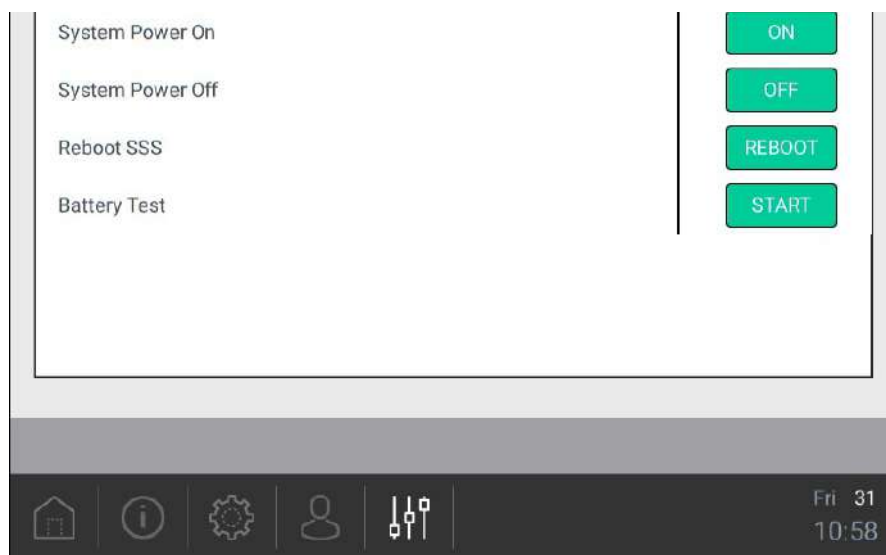 System Power On ON
System Power Off OFF
Reboot SSS REBOOT
Battery Test START
Fri 31
10:58